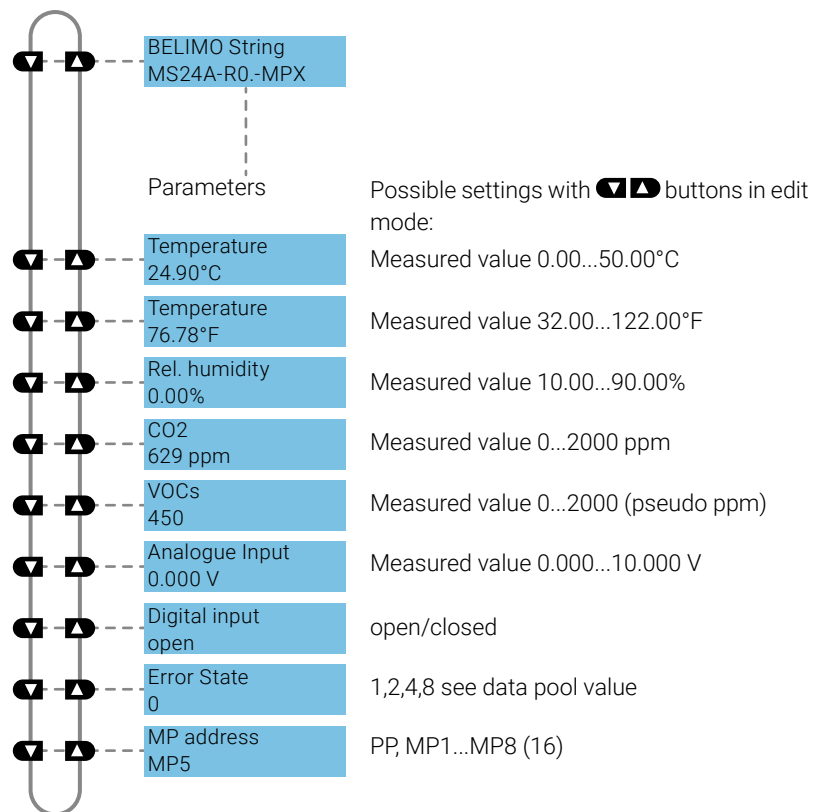 BELIMO String
MS24A-R0.-MPX
Parameters
Possible settings with buttons in edit
mode:
Temperature
24.90°C
Measured value 0.00...50.00°C
Temperature
76.78°F
Measured value 32.00...122.00°F
Rel. humidity
0.00%
Measured value 10.00...90.00%
CO2
629 ppm
Measured value 0...2000 ppm
VOCs
450
Measured value 0...2000 (pseudo ppm)
Analogue Input
0.000 V
Measured value 0.000...10.000 V
Digital input
open
open/closed
Error State
0
1,2,4,8 see data pool value
MP address
MP5
PP, MP1...MP8 (16)